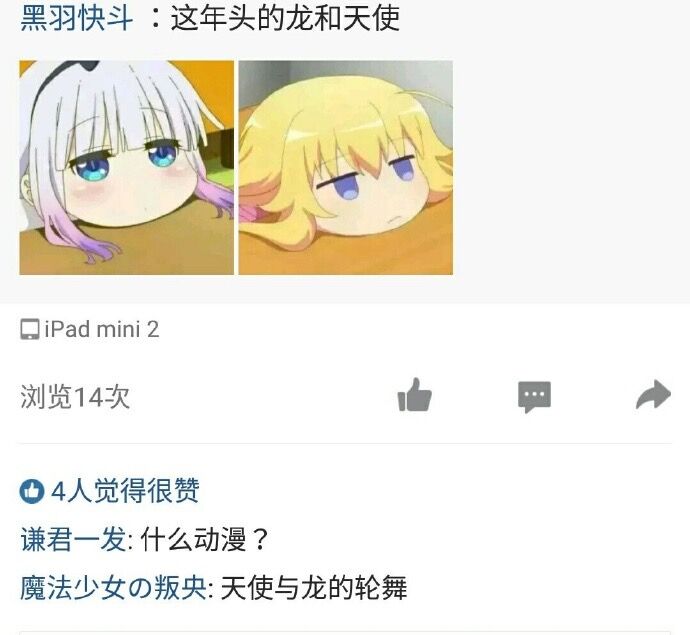 黑羽快斗 ：这年头的龙和天使
iPad mini 2
浏览14次
4人觉得很赞
谦君一发: 什么动漫？
魔法少女の叛央: 天使与龙的轮舞